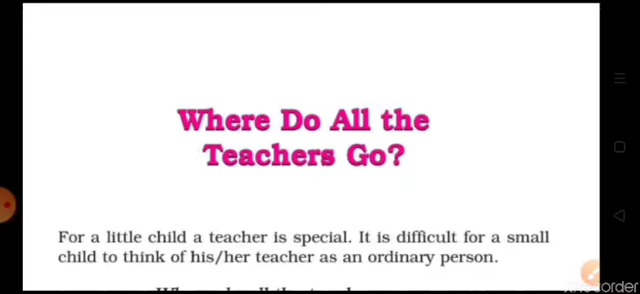 Where Do All the
Teachers Go?
For a little child a teacher is special. It is difficult for a small
child to think of his/her teacher as an ordinary person.